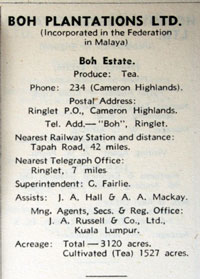 BOH PLANTATIONS LTD.
(Incorporated in the Federation
in Malaya)
Boh Estate.
Produce: Tea.
Phone: 234 (Cameron Highlands).
Postal Address:
Ringlet P.O., Cameron Highlands.
Tel. Add.—"Boh", Ringlet.
Nearest Railway Station and distance:
Tapah Road, 42 miles.
Nearest Telegraph Office:
Ringlet, 7 miles
Superintendent: G. Fairlie.
Assists: J. A. Hall & A. A. Mackay.
Mng. Agents, Secs. & Reg. Office:
J. A. Russell & Co., Ltd.,
Kuala Lumpur.
Acreage: Total—3120 acres.
Cultivated (Tea) 1527 acres.